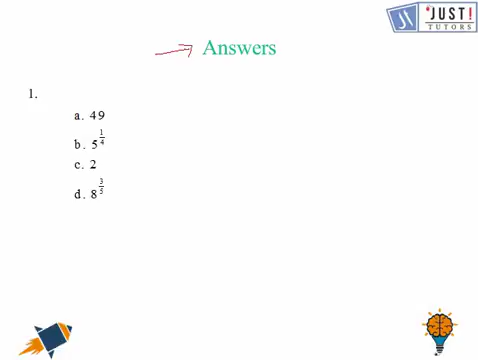 JUST!
TUTORS
Answers
1.
a. 49
b. 5^{1/4}
c. 2
d. 8^{3/5}